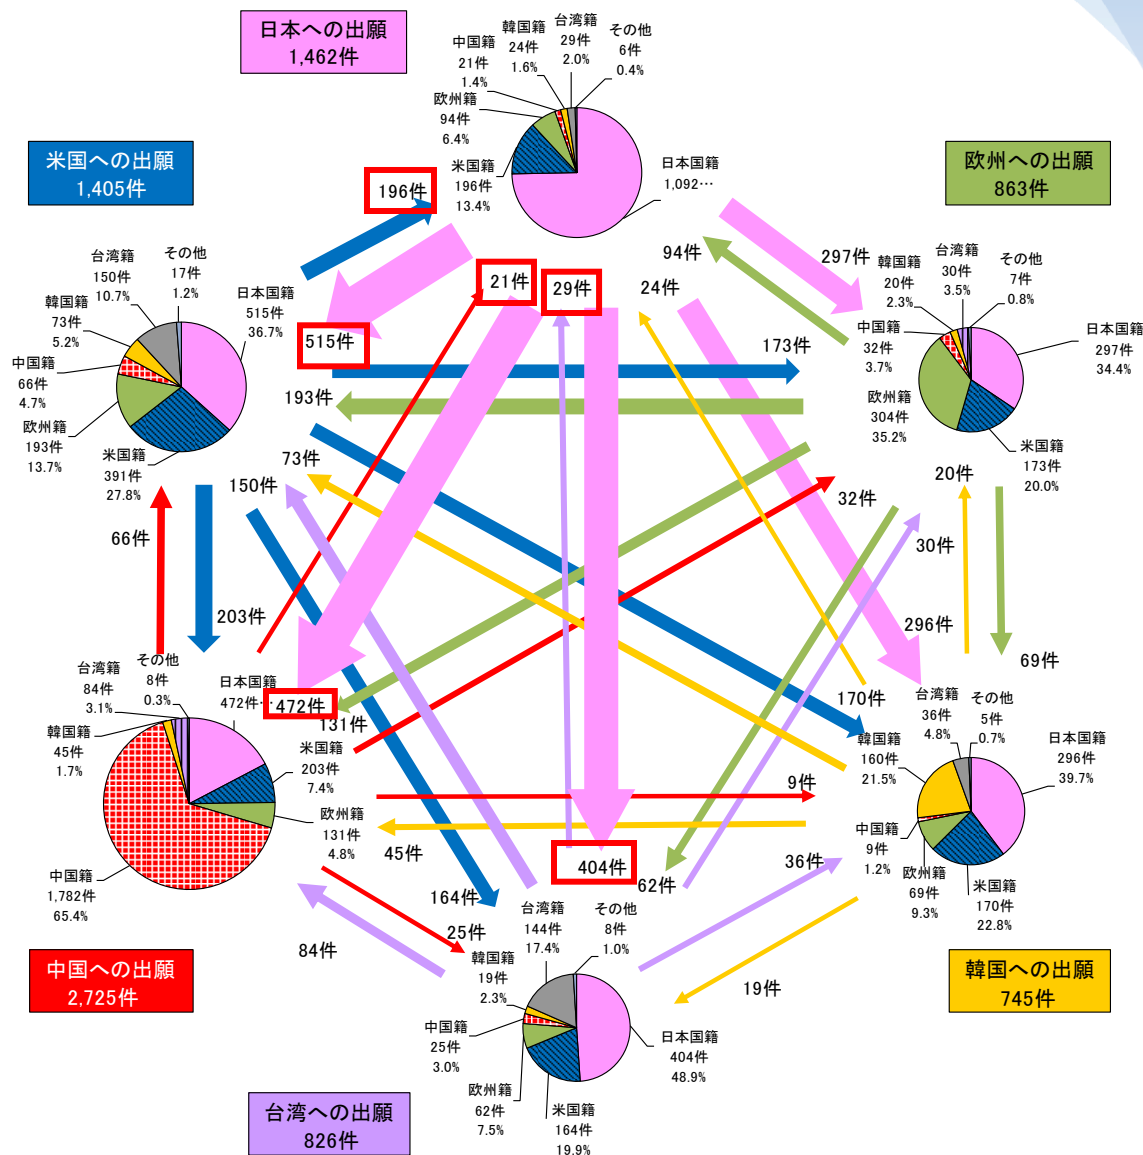 日本への出願
1,462件
中国籍
21件
1.4%
韓国籍
24件
1.6%
台湾籍
29件
2.0%
その他
6件
0.4%
欧州籍
94件
6.4%
米国籍
196件
13.4%
日本国籍
1,092…
米国への出願
1,405件
欧州への出願
863件
196件
21件
29件
24件
94件
297件
515件
台湾籍
150件
10.7%
その他
17件
1.2%
日本国籍
515件
36.7%
韓国籍
73件
5.2%
中国籍
66件
4.7%
欧州籍
193件
13.7%
米国籍
391件
27.8%
台湾籍
30件
3.5%
その他
7件
0.8%
韓国籍
20件
2.3%
中国籍
32件
3.7%
欧州籍
304件
35.2%
日本国籍
297件
34.4%
米国籍
173件
20.0%
173件
193件
73件
150件
66件
203件
32件
20件
30件
69件
296件
170件
472件
131件
9件
45件
404件
62件
36件
164件
25件
84件
19件
台湾籍
84件
3.1%
その他
8件
0.3%
日本国籍
472件…
韓国籍
45件
1.7%
米国籍
203件
7.4%
欧州籍
131件
4.8%
中国籍
1,782件
65.4%
台湾籍
36件
4.8%
その他
5件
0.7%
日本国籍
296件
39.7%
韓国籍
160件
21.5%
中国籍
9件
1.2%
欧州籍
69件
9.3%
米国籍
170件
22.8%
中国への出願
2,725件
韓国への出願
745件
台湾籍
144件
17.4%
その他
8件
1.0%
韓国籍
19件
2.3%
中国籍
25件
3.0%
欧州籍
62件
7.5%
米国籍
164件
19.9%
日本国籍
404件
48.9%
台湾への出願
826件